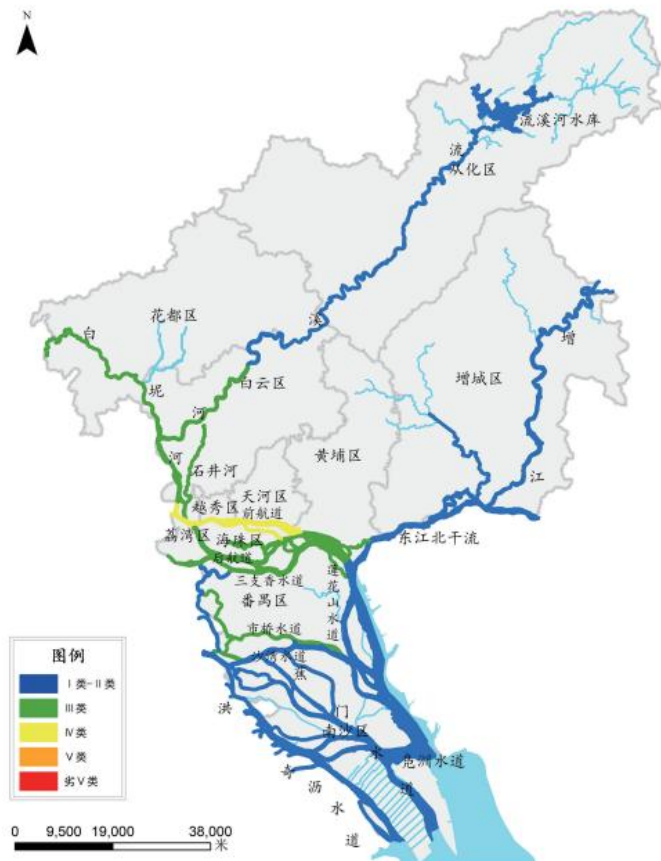 N
流溪河水库
流
从化区
溪
花都区
白
增
坭
白云区
增城区
河
河
石井河
黄埔区
江
天河区
越秀区
前航道
荔湾区
海珠区
东江北干流
后航道
三支香水道
莲花山水道
番禺区
市桥水道
沙湾水道
蕉
图例
I类-II类
III类
IV类
V类
劣V类
洪
门
南沙区
水
凫洲水道
奇
道
沥
水
道
0 9,500 19,000 38,000
米